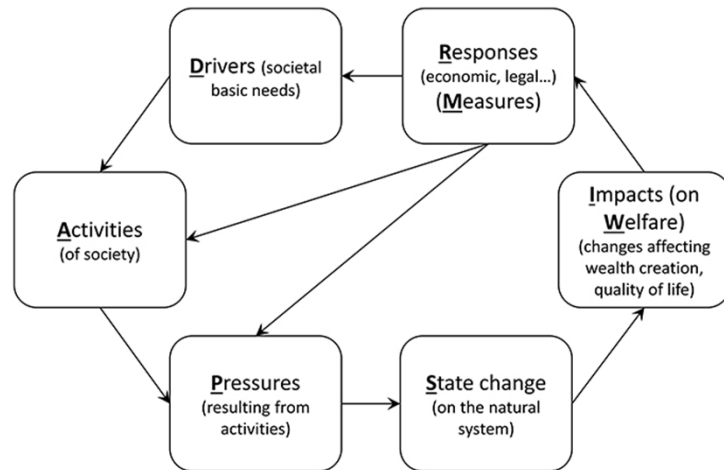 Drivers (societal
basic needs)
Responses
(economic, legal...)
(Measures)
Activities
(of society)
Impacts (on
Welfare)
(changes affecting
wealth creation,
quality of life)
Pressures
(resulting from
activities)
State change
(on the natural
system)